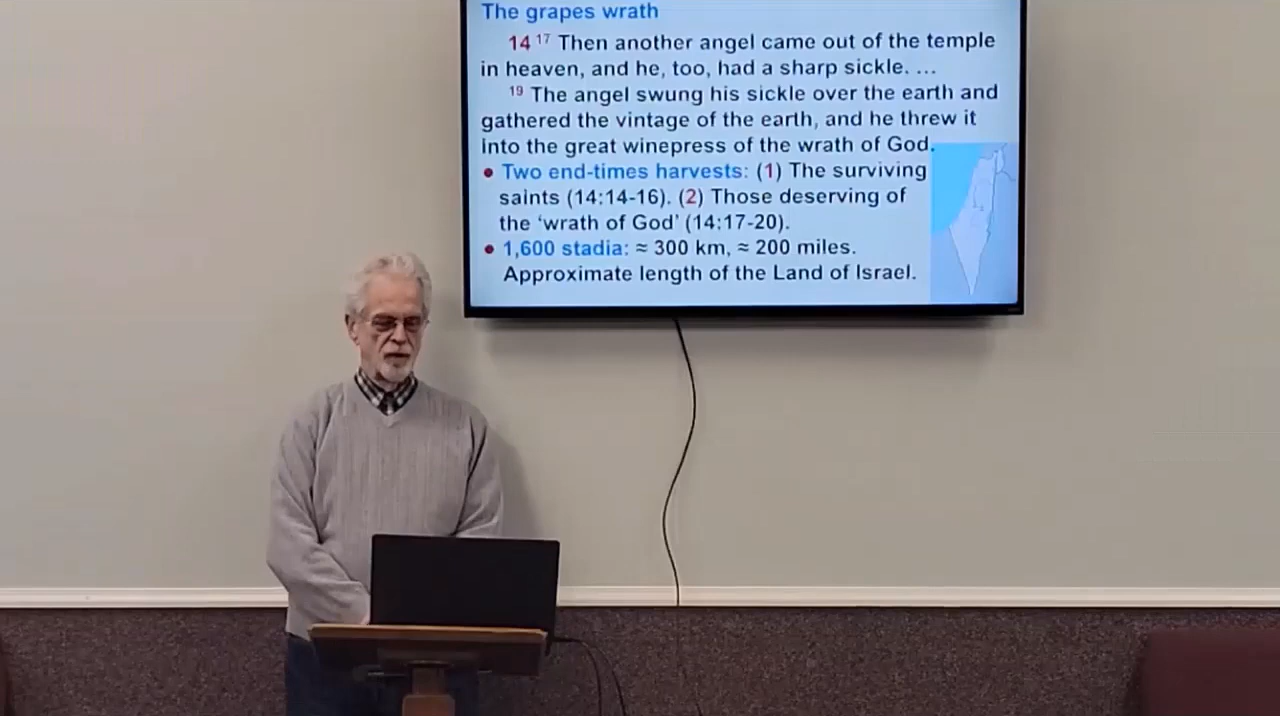 The grapes wrath
14 17 Then another angel came out of the temple
in heaven, and he, too, had a sharp sickle. ...
19 The angel swung his sickle over the earth and
gathered the vintage of the earth, and he threw it
into the great winepress of the wrath of God.
• Two end-times harvests: (1) The surviving
saints (14:14-16). (2) Those deserving of
the ‘wrath of God’ (14:17-20).
• 1,600 stadia: ≈ 300 km, ≈ 200 miles.
Approximate length of the Land of Israel.